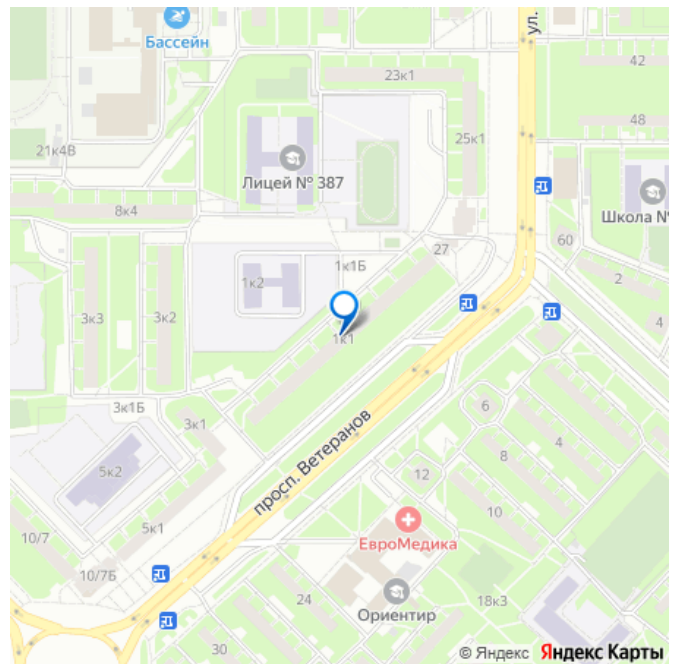 Бассейн
ул.
42
23к1
48
25к1
21к4В
Лицей № 387
Школа №
8к4
27
60
1к1Б
2
1к2
3к3
3к2
4
1к1
3к1Б
3к1
6
просп. Ветеранов
8
4
5к2
12
10
5к1
10/7
ЕвроМедика
10/7Б
24
18к3
Ориентир
30
© Яндекс Яндекс Карты